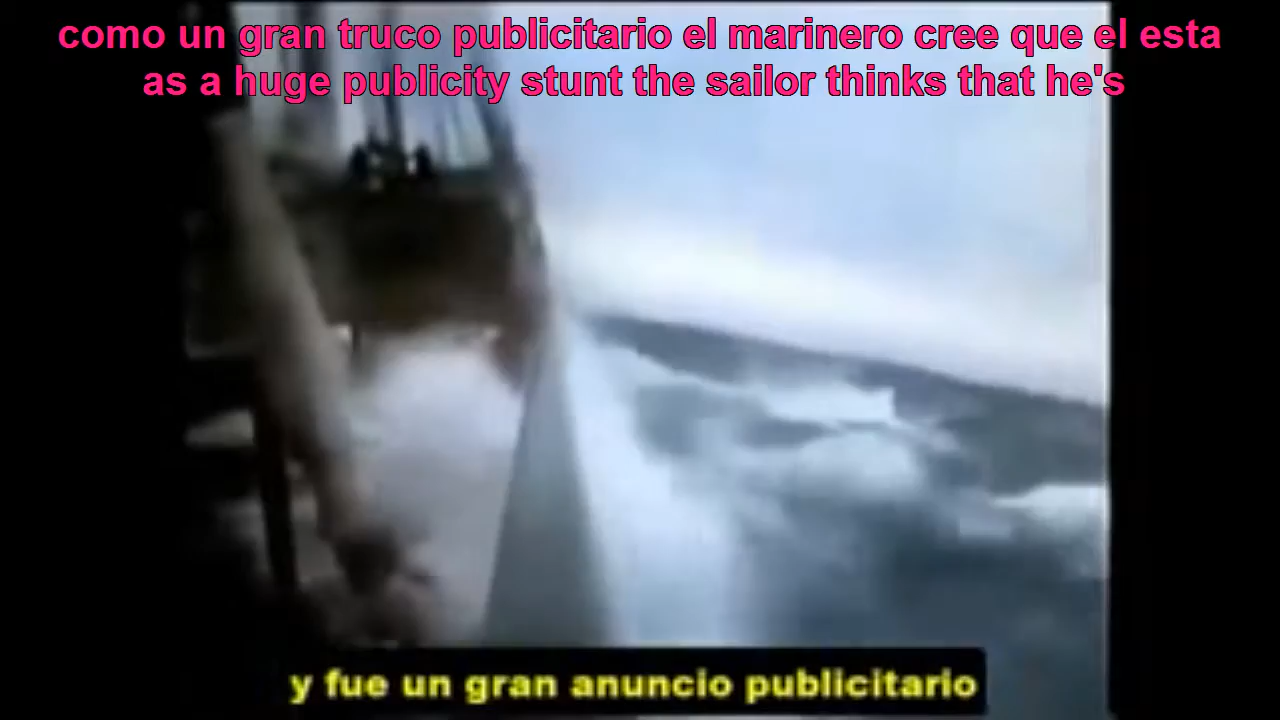 como un gran truco publicitario el marinero cree que el esta
as a huge publicity stunt the sailor thinks that he's
y fue un gran anuncio publicitario